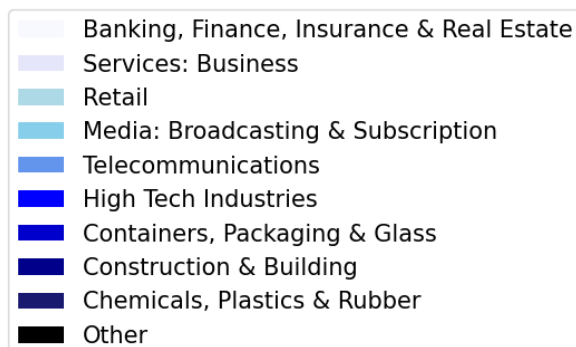 Banking, Finance, Insurance & Real Estate
Services: Business
Retail
Media: Broadcasting & Subscription
Telecommunications
High Tech Industries
Containers, Packaging & Glass
Construction & Building
Chemicals, Plastics & Rubber
Other